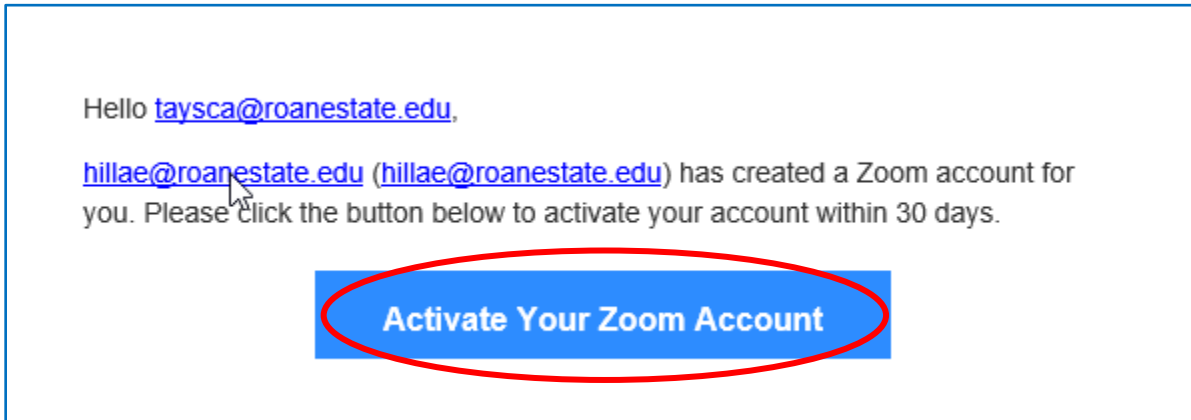 Hello taysca@roanestate.edu,
hillae@roanestate.edu (hillae@roanestate.edu) has created a Zoom account for
you. Please click the button below to activate your account within 30 days.
Activate Your Zoom Account